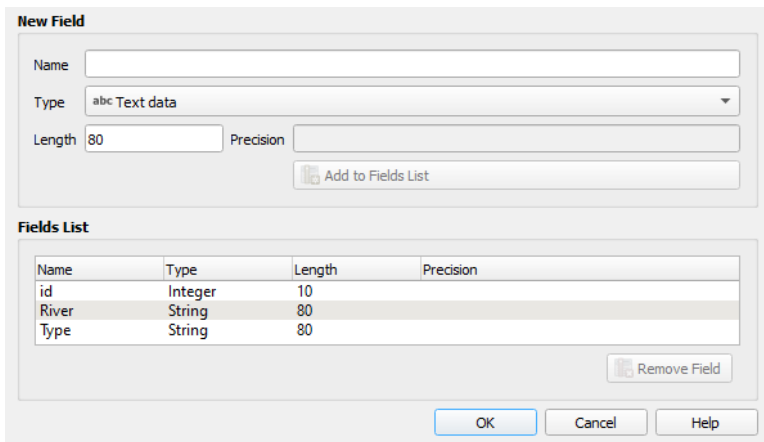 New Field
Name
Type abc Text data
Length 80 Precision
Add to Fields List
Fields List
Name Type Length Precision
id Integer 10
River String 80
Type String 80
Remove Field
OK Cancel Help